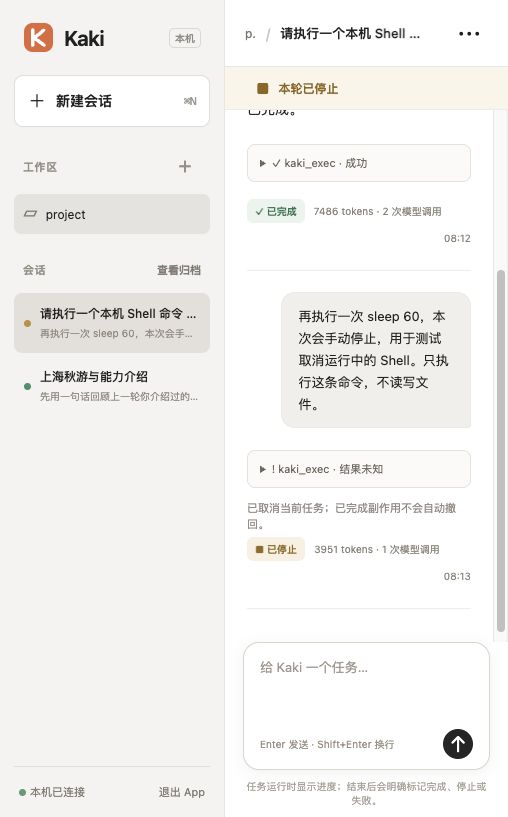 Kaki
本机
新建会话
⌘N
工作区
project
会话
查看归档
请执行一个本机 Shell 命令 ...
再执行一次 sleep 60，本次会手...
上海秋游与能力介绍
先用一句话回顾上一轮你介绍过的...
本机已连接
退出 App
p. / 请执行一个本机 Shell ...
本轮已停止
已完成。
kaki_exec · 成功
已完成
7486 tokens · 2 次模型调用
08:12
再执行一次 sleep 60，本
次会手动停止，用于测试
取消运行中的 Shell。只执
行这条命令，不读写文
件。
! kaki_exec · 结果未知
已取消当前任务；已完成副作用不会自动撤
回。
已停止
3951 tokens · 1 次模型调用
08:13
给 Kaki 一个任务...
Enter 发送 · Shift+Enter 换行
任务运行时显示进度；结束后会明确标记完成、停止或
失败。